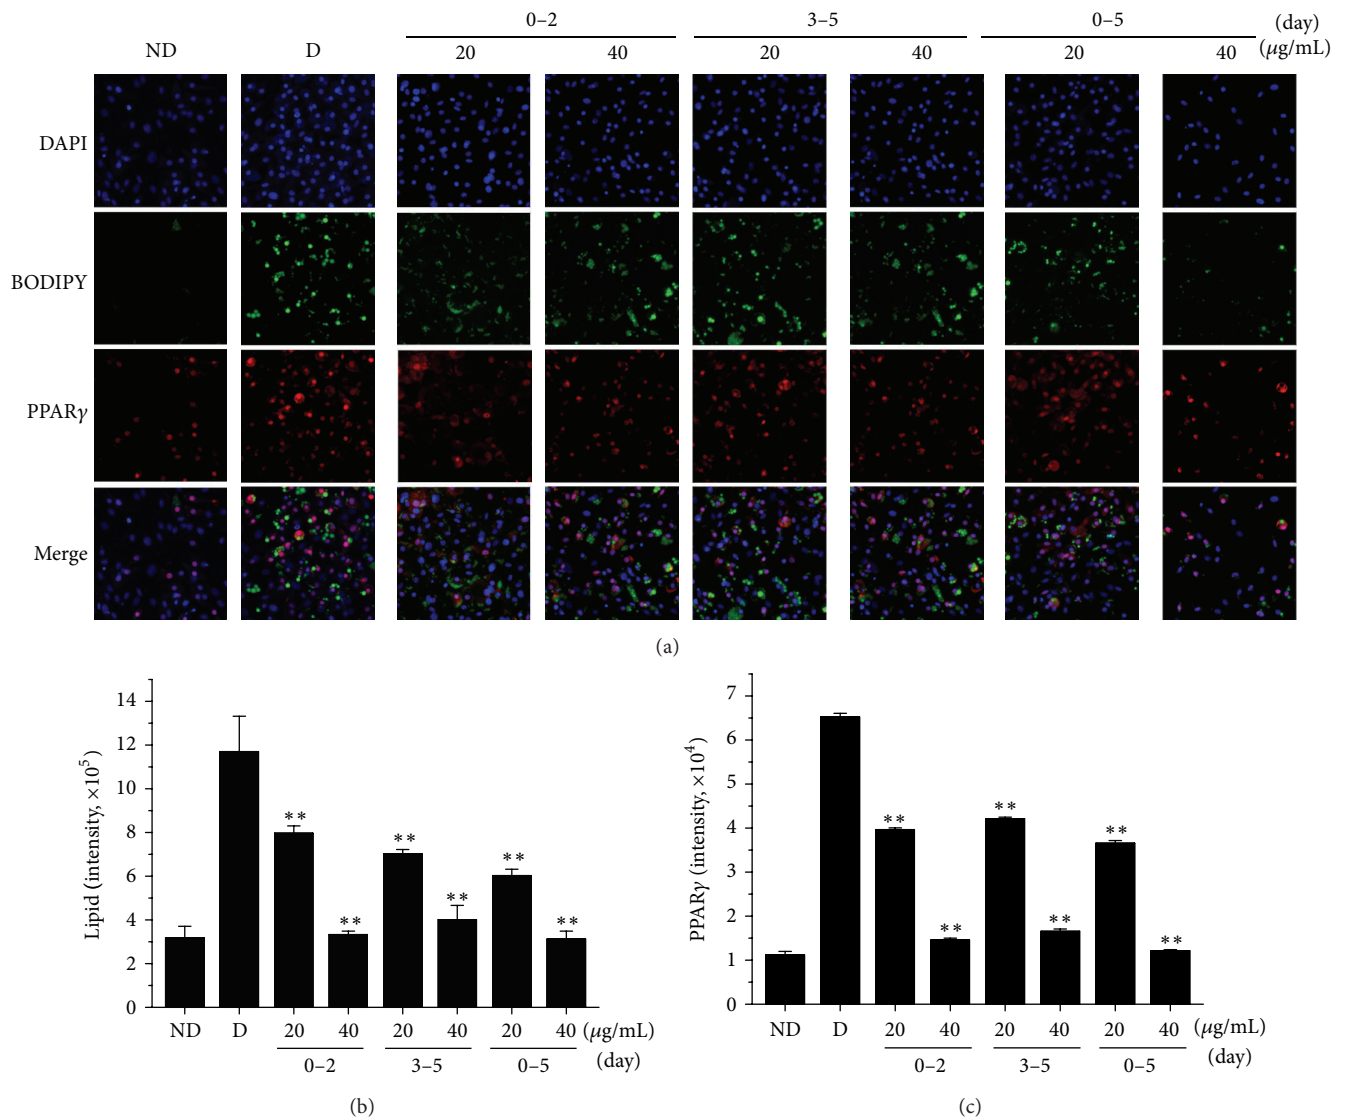 0–2 3–5 0–5 (day)
ND D 20 40 20 40 20 40 (μg/mL)
DAPI
BODIPY
PPARγ
Merge
(a)
Lipid (intensity, ×10⁵)
14
12
10
8
6
4
2
0
** ** ** ** ** **
ND D 20 40 20 40 20 40 (μg/mL)
0–2 3–5 0–5 (day)
(b)
PPARγ (intensity, ×10⁴)
7
6
5
4
3
2
1
0
** ** ** ** ** **
ND D 20 40 20 40 20 40 (μg/mL)
0–2 3–5 0–5 (day)
(c)